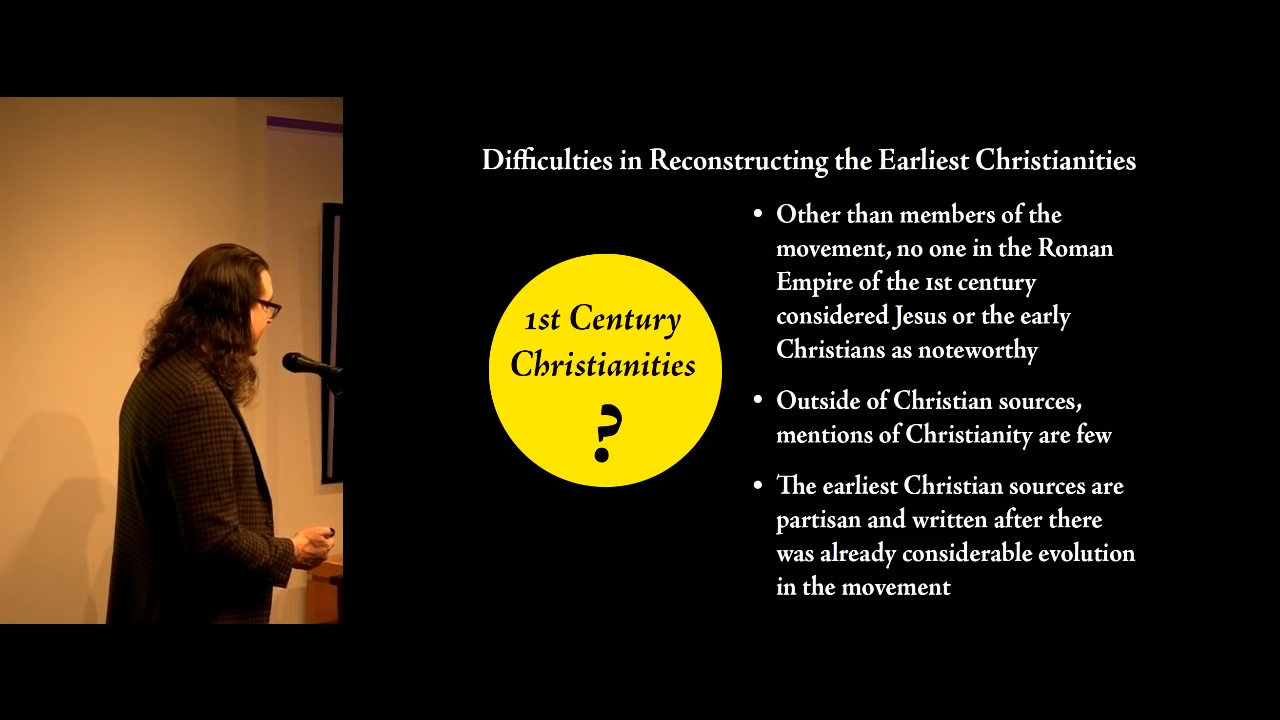 Difficulties in Reconstructing the Earliest Christianities
1st Century
Christianities
?
• Other than members of the
movement, no one in the Roman
Empire of the 1st century
considered Jesus or the early
Christians as noteworthy
• Outside of Christian sources,
mentions of Christianity are few
• The earliest Christian sources are
partisan and written after there
was already considerable evolution
in the movement